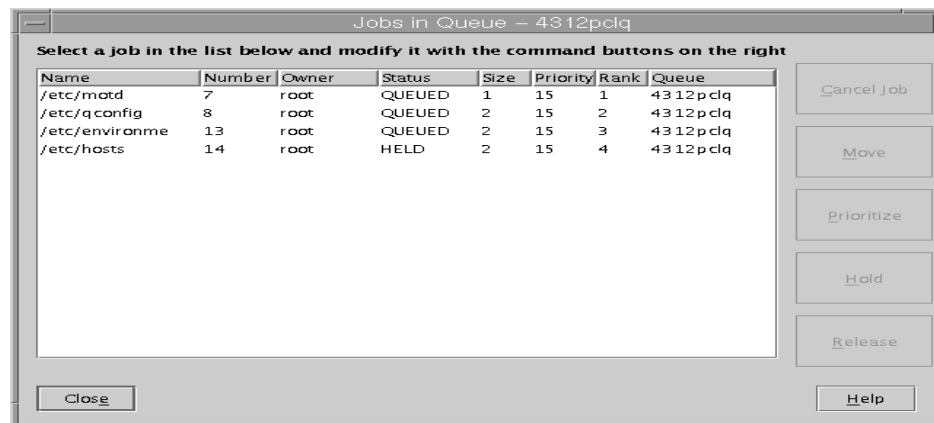 Jobs in Queue – 4312pclq
Select a job in the list below and modify it with the command buttons on the right
Name Number Owner Status Size Priority Rank Queue
/etc/motd 7 root QUEUED 1 15 1 4312pclq
/etc/qconfig 8 root QUEUED 2 15 2 4312pclq
/etc/environme 13 root QUEUED 2 15 3 4312pclq
/etc/hosts 14 root HELD 2 15 4 4312pclq
Cancel Job
Move
Prioritize
Hold
Release
Close Help